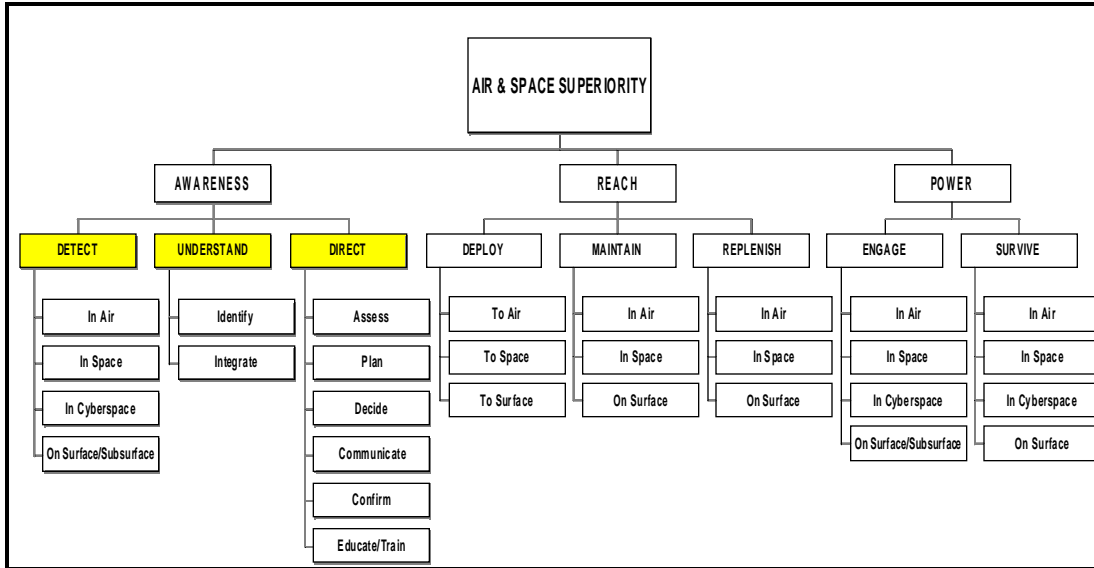 AIR & SPACE SUPERIORITY
AWARENESS
REACH
POWER
DETECT
UNDERSTAND
DIRECT
DEPLOY
MAINTAIN
REPLENISH
ENGAGE
SURVIVE
In Air
In Space
In Cyberspace
On Surface/Subsurface
Identify
Integrate
Assess
Plan
Decide
Communicate
Confirm
Educate/Train
To Air
To Space
To Surface
In Air
In Space
On Surface
In Air
In Space
On Surface
In Air
In Space
In Cyberspace
On Surface/Subsurface
In Air
In Space
In Cyberspace
On Surface